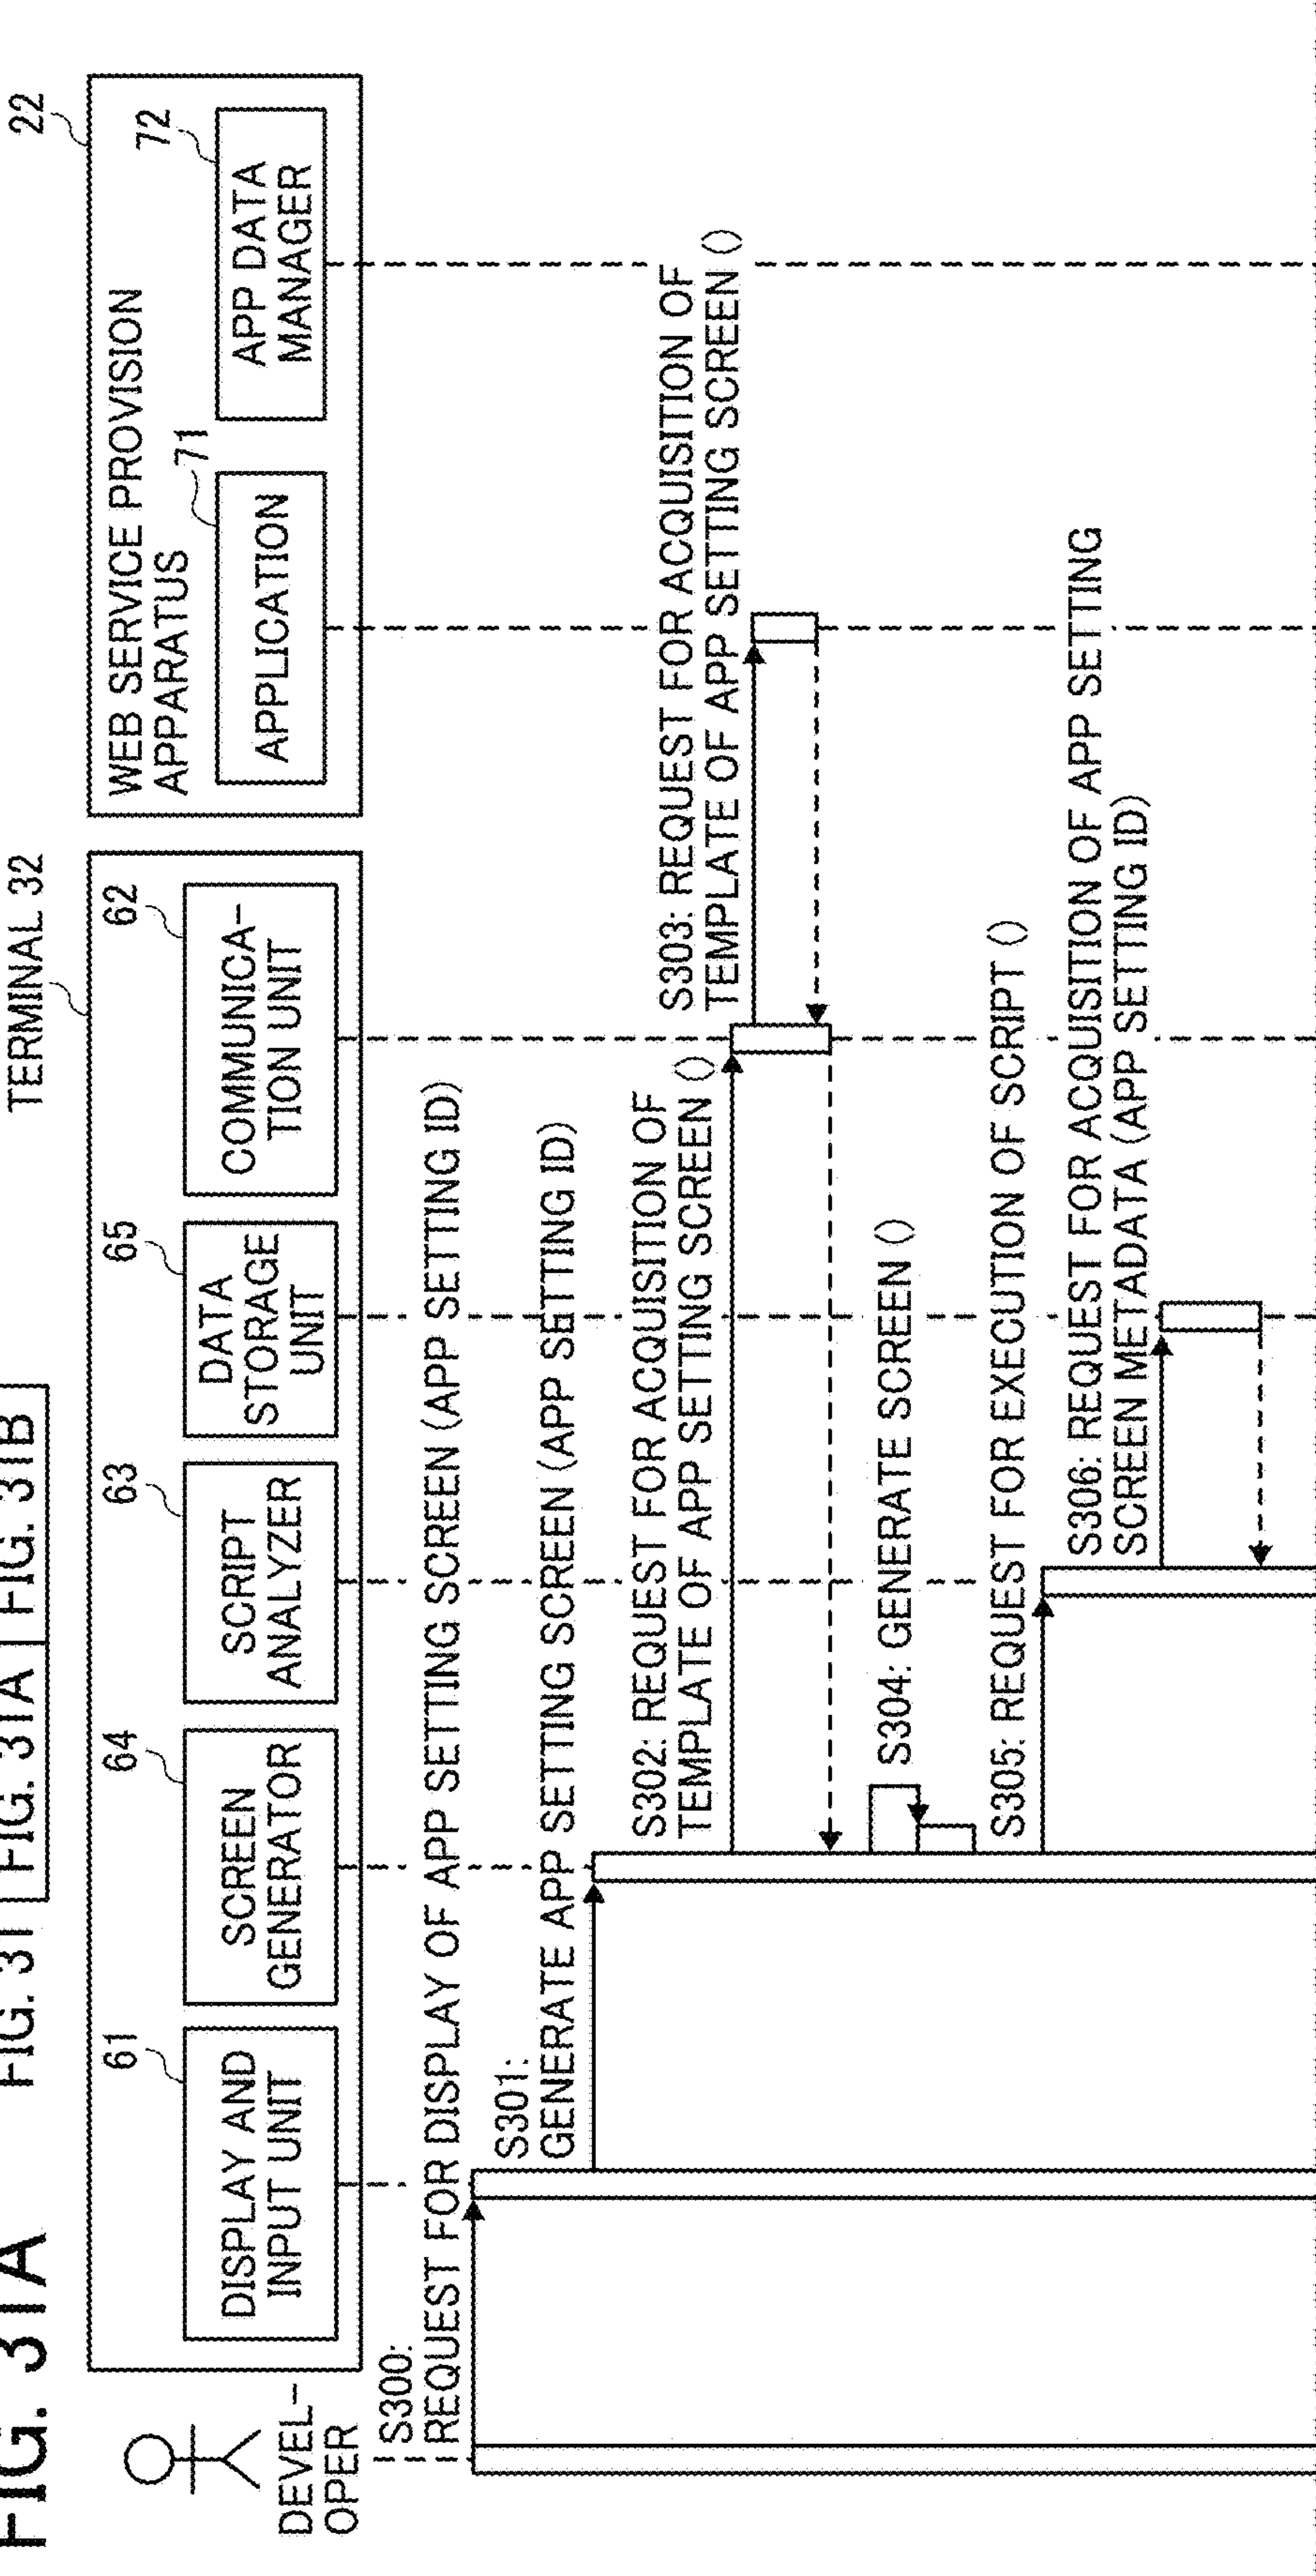 FIG. 31A
FIG. 31
FIG. 31A
FIG. 31B
TERMINAL 32
22
DEVEL-
OPER
61
DISPLAY AND
INPUT UNIT
64
SCREEN
GENERATOR
63
SCRIPT
ANALYZER
65
DATA
STORAGE
UNIT
62
COMMUNICA-
TION UNIT
WEB SERVICE PROVISION
APPARATUS
71
APPLICATION
72
APP DATA
MANAGER
S300:
REQUEST FOR DISPLAY OF APP SETTING SCREEN (APP SETTING ID)
S301:
GENERATE APP SETTING SCREEN (APP SETTING ID)
S302: REQUEST FOR ACQUISITION OF
TEMPLATE OF APP SETTING SCREEN ()
S303: REQUEST FOR ACQUISITION OF
TEMPLATE OF APP SETTING SCREEN ()
S304: GENERATE SCREEN ()
S305: REQUEST FOR EXECUTION OF SCRIPT ()
S306: REQUEST FOR ACQUISITION OF APP SETTING
SCREEN METADATA (APP SETTING ID)